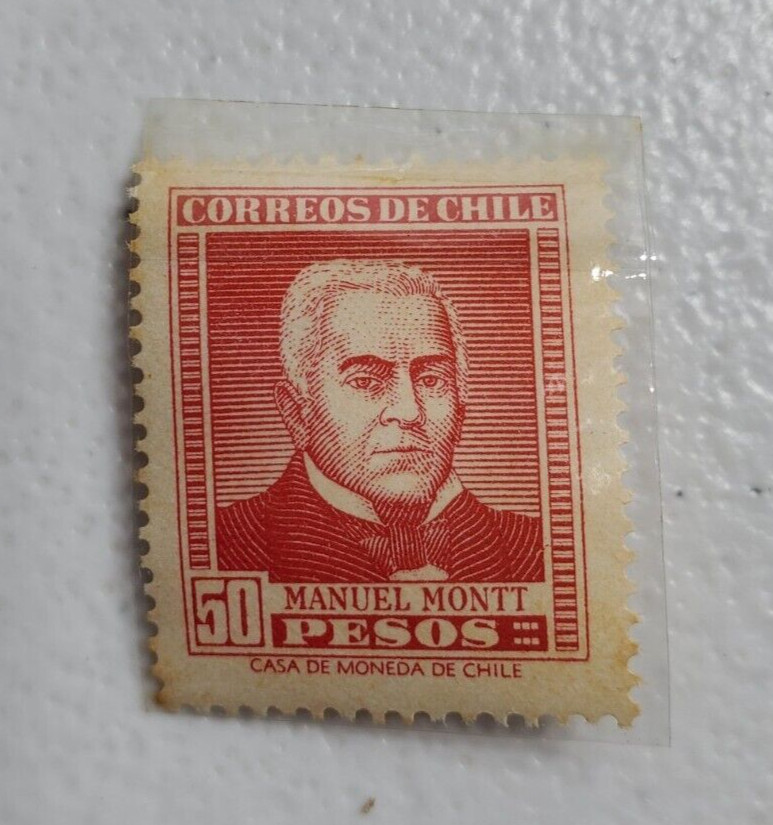 CORREOS DE CHILE
MANUEL MONTT
50 PESOS
CASA DE MONEDA DE CHILE